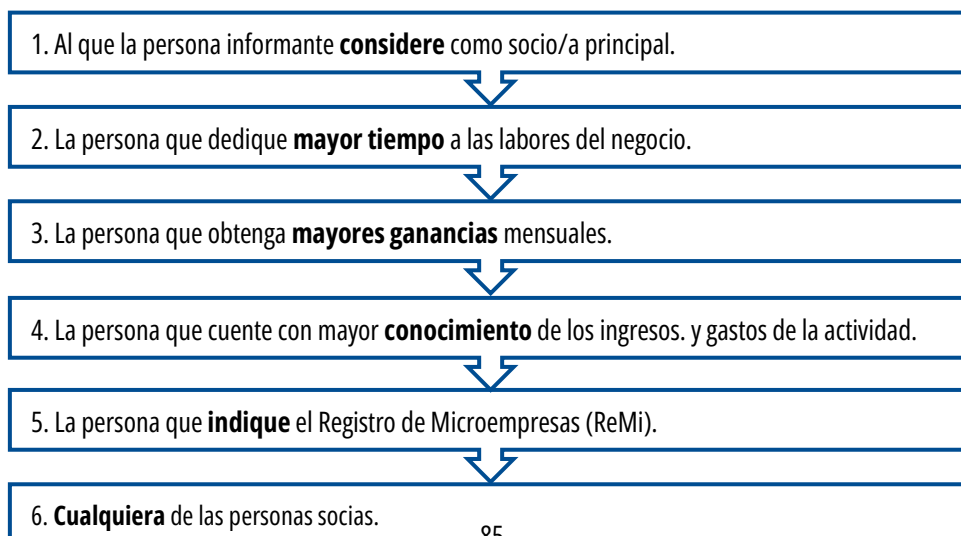 1. Al que la persona informante considere como socio/a principal.
2. La persona que dedique mayor tiempo a las labores del negocio.
3. La persona que obtenga mayores ganancias mensuales.
4. La persona que cuente con mayor conocimiento de los ingresos. y gastos de la actividad.
5. La persona que indique el Registro de Microempresas (ReMi).
6. Cualquiera de las personas socias.
85